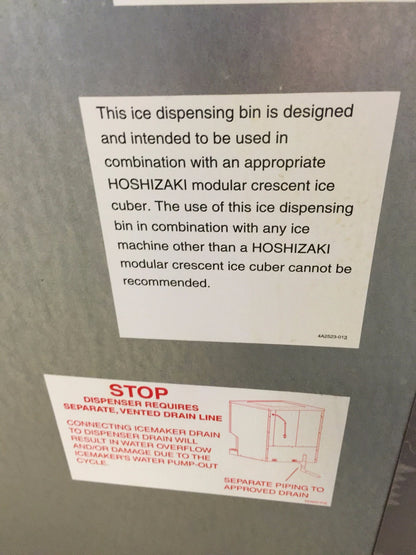 This ice dispensing bin is designed
and intended to be used in
combination with an appropriate
HOSHIZAKI modular crescent ice
cuber. The use of this ice dispensing
bin in combination with any ice
machine other than a HOSHIZAKI
modular crescent ice cuber cannot be
recommended.
4A2523-012
STOP
DISPENSER REQUIRES
SEPARATE, VENTED DRAIN LINE
CONNECTING ICEMAKER DRAIN
TO DISPENSER DRAIN WILL
RESULT IN WATER OVERFLOW
AND/OR DAMAGE DUE TO THE
ICEMAKER'S WATER PUMP-OUT
CYCLE.
SEPARATE PIPING TO
APPROVED DRAIN